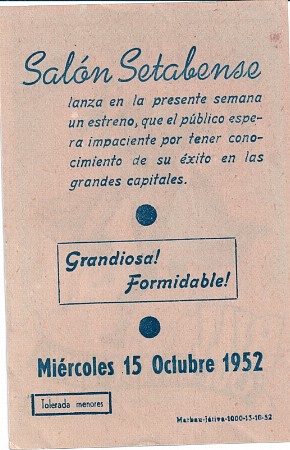 Salón Setabense
lanza en la presente semana
un estreno, que el público espe-
ra impaciente por tener cono-
cimiento de su éxito en las
grandes capitales.
Grandiosa!
Formidable!
Miércoles 15 Octubre 1952
Tolerada menores
Marbau-Játiva-1000-13-10-52